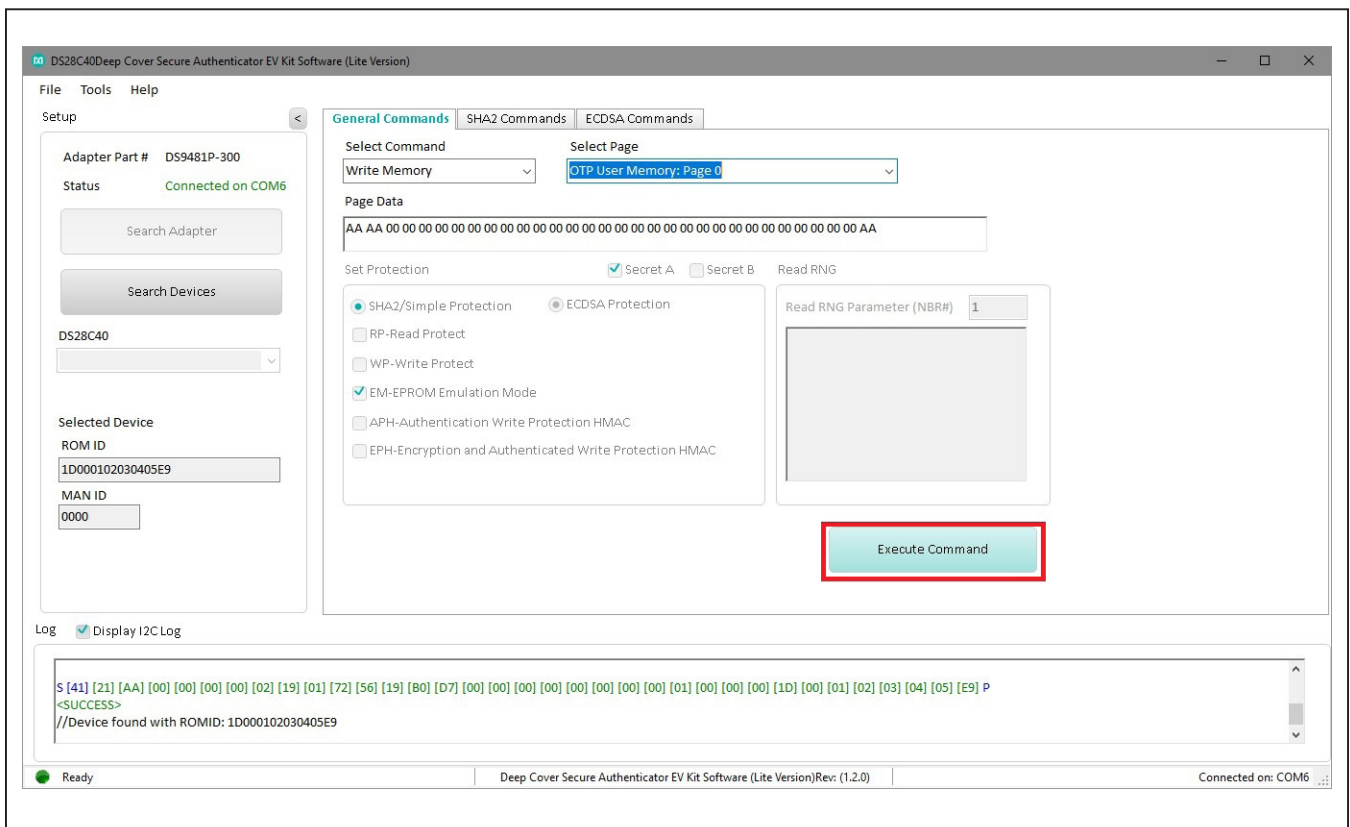 DS28C40Deep Cover Secure Authenticator EV Kit Software (Lite Version)
File Tools Help
Setup
<
Adapter Part # DS9481P-300
Status Connected on COM6
Search Adapter
Search Devices
DS28C40
Selected Device
ROM ID
1D000102030405E9
MAN ID
0000
General Commands SHA2 Commands ECDSA Commands
Select Command Select Page
Write Memory OTP User Memory: Page 0
Page Data
AA AA 00 00 00 00 00 00 00 00 00 00 00 00 00 00 00 00 00 00 00 00 00 00 00 00 00 00 00 00 00 AA
Set Protection Secret A Secret B Read RNG
SHA2/Simple Protection ECDSA Protection
RP-Read Protect
WP-Write Protect
EM-EPROM Emulation Mode
APH-Authentication Write Protection HMAC
EPH-Encryption and Authenticated Write Protection HMAC
Read RNG Parameter (NBR#) 1
Execute Command
Log Display I2C Log
S [41] [21] [AA] [00] [00] [00] [00] [02] [19] [01] [72] [56] [19] [B0] [D7] [00] [00] [00] [00] [00] [00] [00] [00] [01] [00] [00] [00] [1D] [00] [01] [02] [03] [04] [05] [E9] P
<SUCCESS>
//Device found with ROMID: 1D000102030405E9
Ready Deep Cover Secure Authenticator EV Kit Software (Lite Version)Rev: (1.2.0) Connected on: COM6